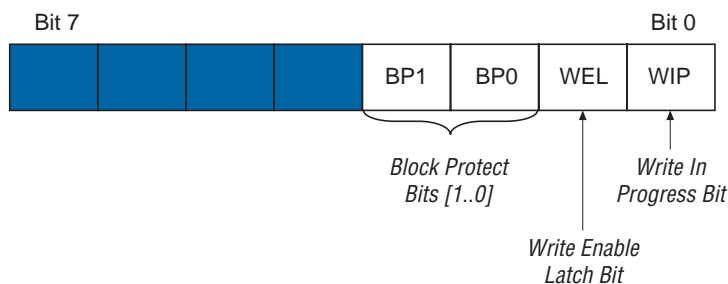 Bit 7
Bit 0
BP1
BP0
WEL
WIP
Block Protect
Bits [1..0]
Write In
Progress Bit
Write Enable
Latch Bit